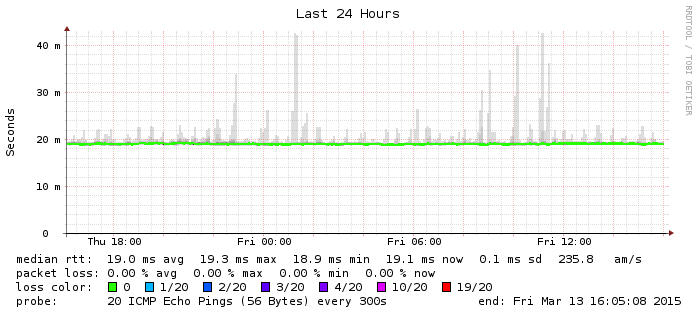 Last 24 Hours
RRDTOOL / TOBI OETIKER
Seconds
40 m
30 m
20 m
10 m
0
Thu 18:00 Fri 00:00 Fri 06:00 Fri 12:00
median rtt: 19.0 ms avg 19.3 ms max 18.9 ms min 19.1 ms now 0.1 ms sd 235.8 am/s
packet loss: 0.00 % avg 0.00 % max 0.00 % min 0.00 % now
loss color: 0 1/20 2/20 3/20 4/20 10/20 19/20
probe: 20 ICMP Echo Pings (56 Bytes) every 300s end: Fri Mar 13 16:05:08 2015